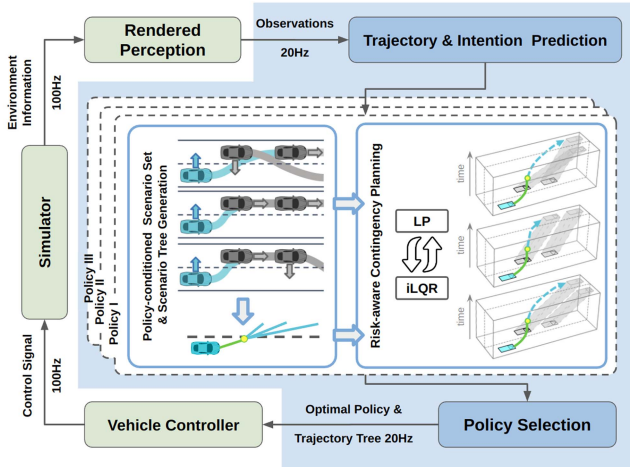 Rendered
Perception
Observations
20Hz
Trajectory & Intention Prediction
Environment
Information
100Hz
Simulator
Control Signal
100Hz
Policy III
Policy II
Policy I
Policy-conditioned Scenario Set
& Scenario Tree Generation
Risk-aware Contingency Planning
LP
iLQR
time
time
time
Vehicle Controller
Optimal Policy &
Trajectory Tree 20Hz
Policy Selection